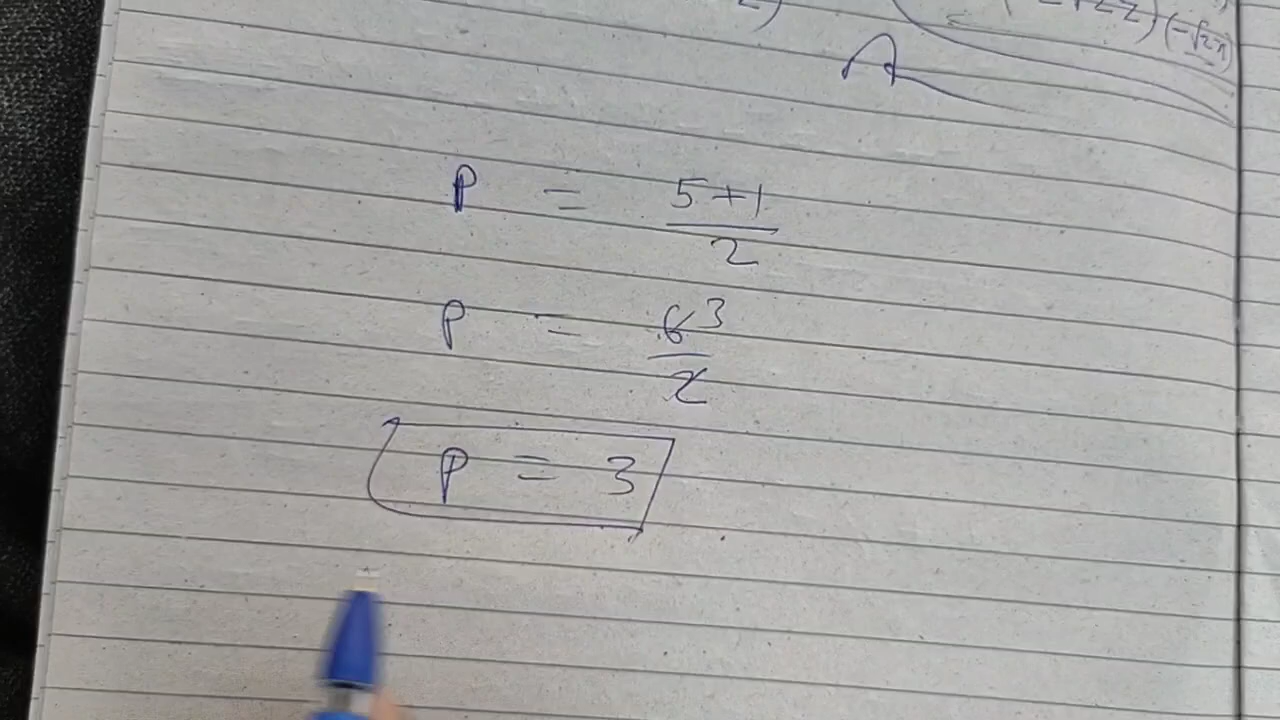 A
P = 5+1
2
P = 6 3
2
P = 3